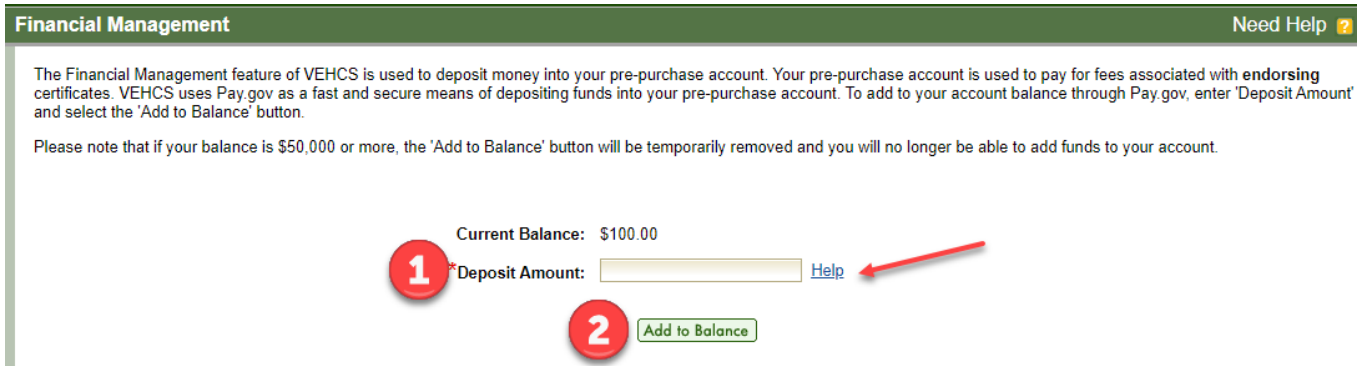 Financial Management
Need Help ?
The Financial Management feature of VEHCS is used to deposit money into your pre-purchase account. Your pre-purchase account is used to pay for fees associated with endorsing
certificates. VEHCS uses Pay.gov as a fast and secure means of depositing funds into your pre-purchase account. To add to your account balance through Pay.gov, enter 'Deposit Amount'
and select the 'Add to Balance' button.
Please note that if your balance is $50,000 or more, the 'Add to Balance' button will be temporarily removed and you will no longer be able to add funds to your account.
Current Balance: $100.00
1 *Deposit Amount: Help
2 Add to Balance